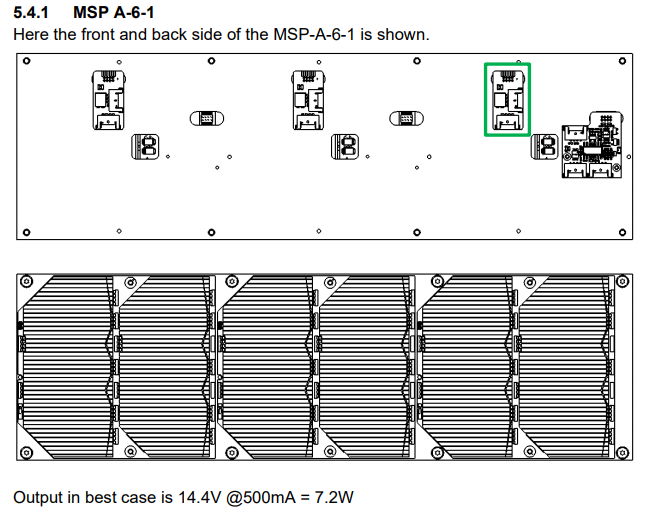 5.4.1 MSP A-6-1
Here the front and back side of the MSP-A-6-1 is shown.
Output in best case is 14.4V @500mA = 7.2W